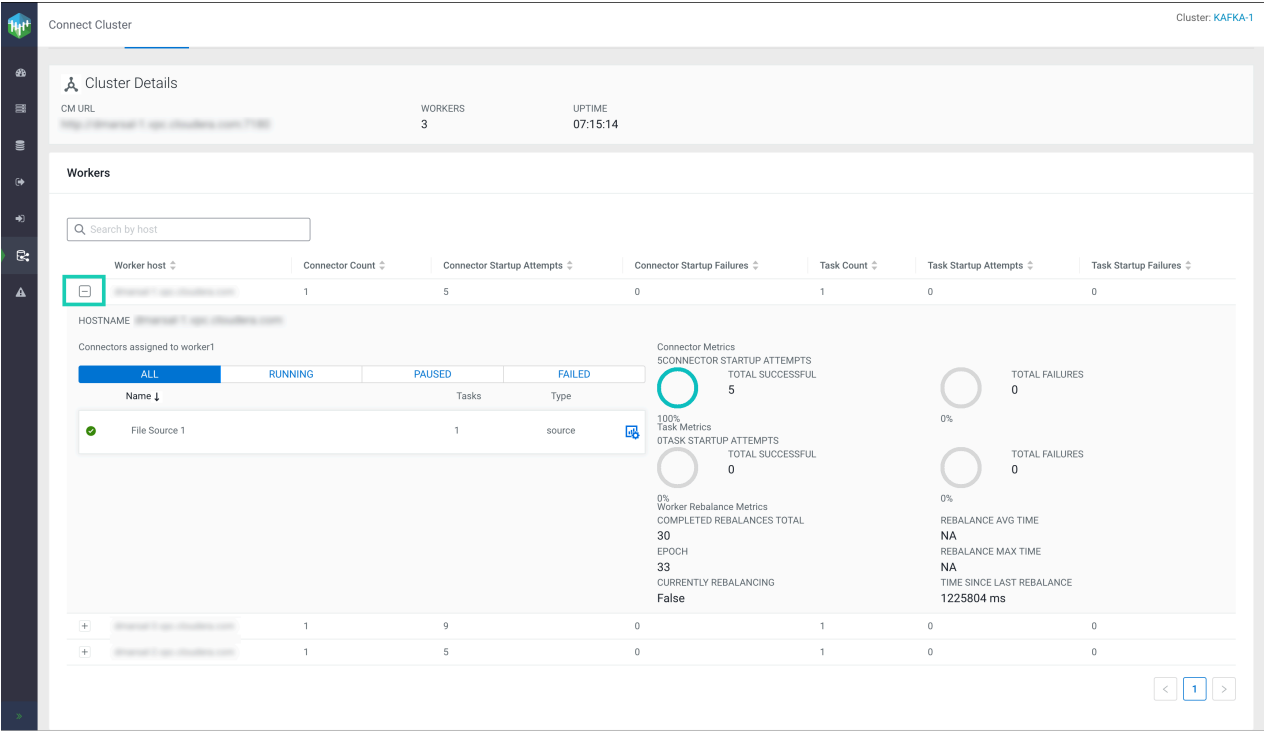 Connect Cluster
Cluster: KAFKA-1
Cluster Details
CM URL WORKERS UPTIME
3 07:15:14
Workers
Search by host
Worker host Connector Count Connector Startup Attempts Connector Startup Failures Task Count Task Startup Attempts Task Startup Failures
1 5 0 1 0 0
HOSTNAME
Connectors assigned to worker1
ALL RUNNING PAUSED FAILED
Name ↓ Tasks Type
File Source 1 1 source
Connector Metrics
5CONNECTOR STARTUP ATTEMPTS
TOTAL SUCCESSFUL TOTAL FAILURES
5 0
100% 0%
Task Metrics
0TASK STARTUP ATTEMPTS
TOTAL SUCCESSFUL TOTAL FAILURES
0 0
0% 0%
Worker Rebalance Metrics
COMPLETED REBALANCES TOTAL REBALANCE AVG TIME
30 NA
EPOCH REBALANCE MAX TIME
33 NA
CURRENTLY REBALANCING TIME SINCE LAST REBALANCE
False 1225804 ms
1 9 0 1 0 0
1 5 0 1 0 0
< 1 >